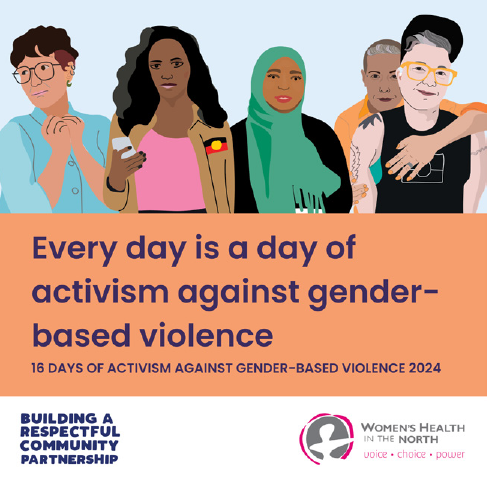 Every day is a day of
activism against gender-
based violence
16 DAYS OF ACTIVISM AGAINST GENDER-BASED VIOLENCE 2024
BUILDING A
RESPECTFUL
COMMUNITY
PARTNERSHIP
WOMEN'S HEALTH
IN THE NORTH
voice • choice • power